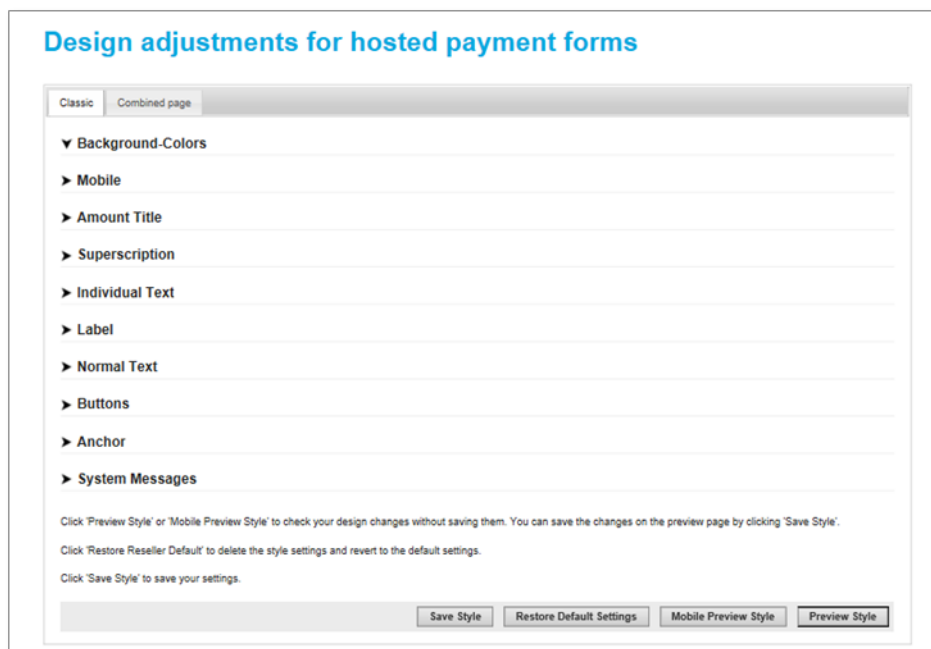 Design adjustments for hosted payment forms
Classic
Combined page
Background-Colors
Mobile
Amount Title
Superscription
Individual Text
Label
Normal Text
Buttons
Anchor
System Messages
Click 'Preview Style' or 'Mobile Preview Style' to check your design changes without saving them. You can save the changes on the preview page by clicking 'Save Style'.
Click 'Restore Reseller Default' to delete the style settings and revert to the default settings.
Click 'Save Style' to save your settings.
Save Style
Restore Default Settings
Mobile Preview Style
Preview Style